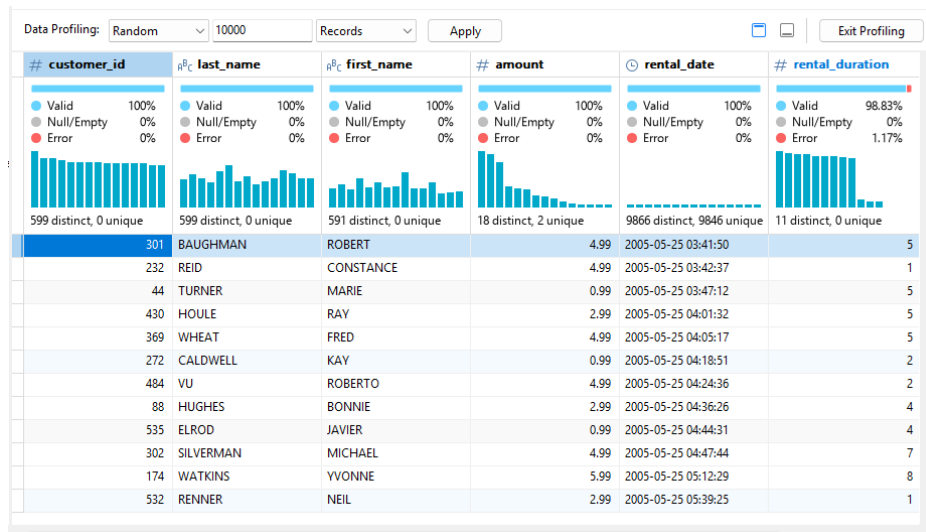 Data Profiling: Random 10000 Records Apply Exit Profiling
# customer_id ABC last_name ABC first_name # amount rental_date # rental_duration
Valid 100% Valid 100% Valid 100% Valid 100% Valid 100% Valid 98.83%
Null/Empty 0% Null/Empty 0% Null/Empty 0% Null/Empty 0% Null/Empty 0% Null/Empty 0%
Error 0% Error 0% Error 0% Error 0% Error 0% Error 1.17%
599 distinct, 0 unique 599 distinct, 0 unique 591 distinct, 0 unique 18 distinct, 2 unique 9866 distinct, 9846 unique 11 distinct, 0 unique
301 BAUGHMAN ROBERT 4.99 2005-05-25 03:41:50 5
232 REID CONSTANCE 4.99 2005-05-25 03:42:37 1
44 TURNER MARIE 0.99 2005-05-25 03:47:12 5
430 HOULE RAY 2.99 2005-05-25 04:01:32 5
369 WHEAT FRED 4.99 2005-05-25 04:05:17 5
272 CALDWELL KAY 0.99 2005-05-25 04:18:51 2
484 VU ROBERTO 4.99 2005-05-25 04:24:36 2
88 HUGHES BONNIE 2.99 2005-05-25 04:36:26 4
535 ELROD JAVIER 0.99 2005-05-25 04:44:31 4
302 SILVERMAN MICHAEL 4.99 2005-05-25 04:47:44 7
174 WATKINS YVONNE 5.99 2005-05-25 05:12:29 8
532 RENNER NEIL 2.99 2005-05-25 05:39:25 1